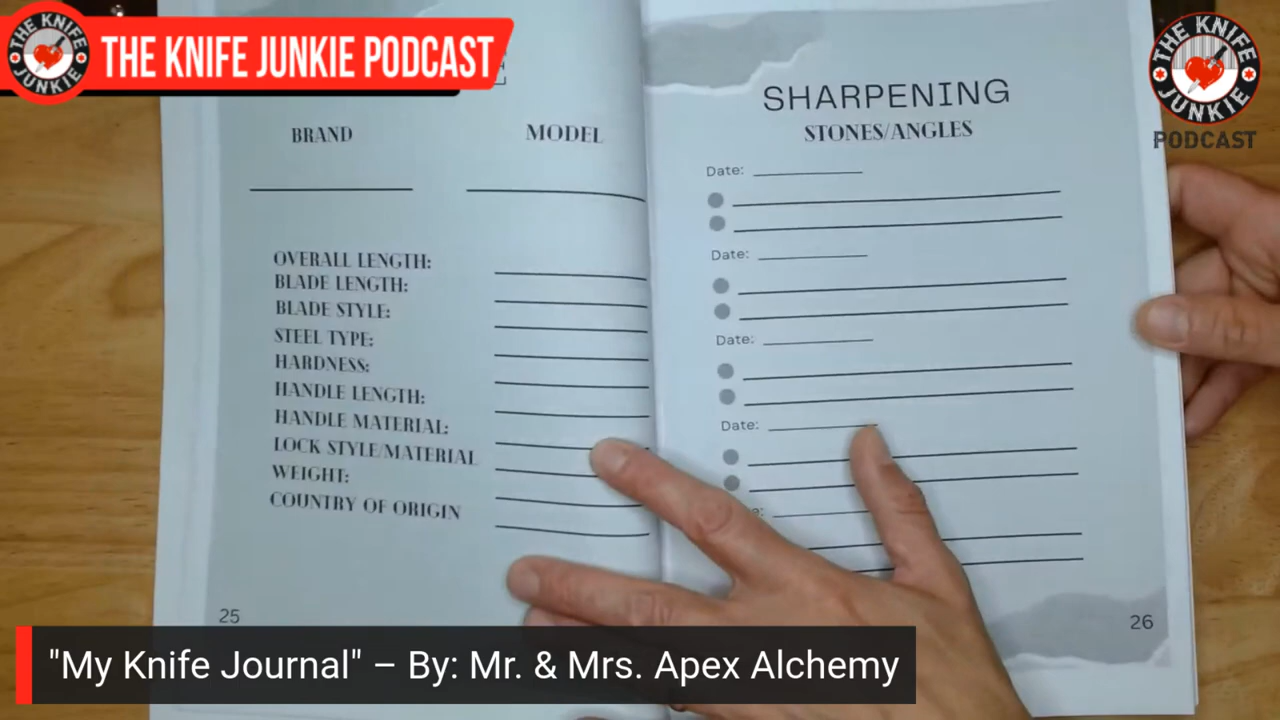 THE KNIFE JUNKIE
THE KNIFE JUNKIE PODCAST
THE KNIFE JUNKIE
PODCAST
BRAND
MODEL
OVERALL LENGTH:
BLADE LENGTH:
BLADE STYLE:
STEEL TYPE:
HARDNESS:
HANDLE LENGTH:
HANDLE MATERIAL:
LOCK STYLE/MATERIAL
WEIGHT:
COUNTRY OF ORIGIN
25
SHARPENING
STONES/ANGLES
Date:
Date:
Date:
Date:
26
"My Knife Journal" – By: Mr. & Mrs. Apex Alchemy